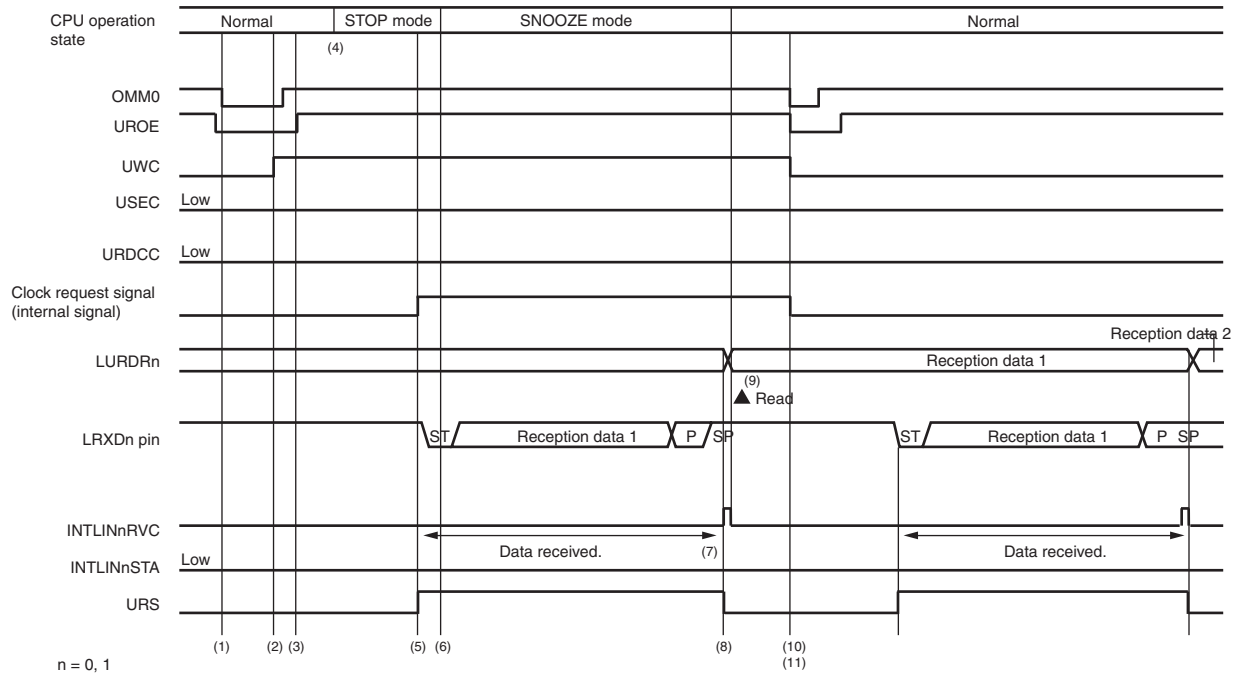 CPU operation
state
Normal
STOP mode
SNOOZE mode
Normal
(4)
OMM0
UROE
UWC
USEC
Low
URDCC
Low
Clock request signal
(internal signal)
Reception data 2
LURDRn
Reception data 1
(9)
Read
LRXDn pin
ST
Reception data 1
P
SP
ST
Reception data 1
P
SP
INTLINnRVC
Data received.
(7)
Data received.
INTLINnSTA
Low
URS
(1)
(2)
(3)
(5)
(6)
(8)
(10)
(11)
n = 0, 1